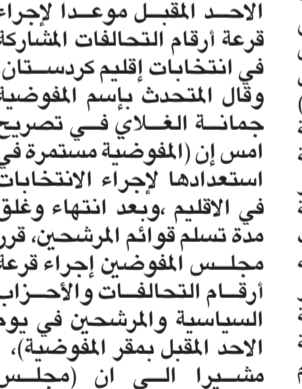 الاحد المقبل موعدا لإجراء
قرعة أرقام التحالفات المشاركة
في انتخابات إقليم كردستان.
وقال المتحدث بإسم المفوضية
جمانة الغلاي في تصريح
امس إن (المفوضية مستمرة في
استعدادها لإجراء الانتخابات
في الاقليم ،وبعد انتهاء وغلق
مدة تسلم قوائم المرشحين، قرر
مجلس المفوضين إجراء قرعة
أرقام التحالفات والأحزاب
السياسية والمرشحين في يوم
الاحد المقبل بمقر المفوضية)،
مشيرا الى ان (مجلس